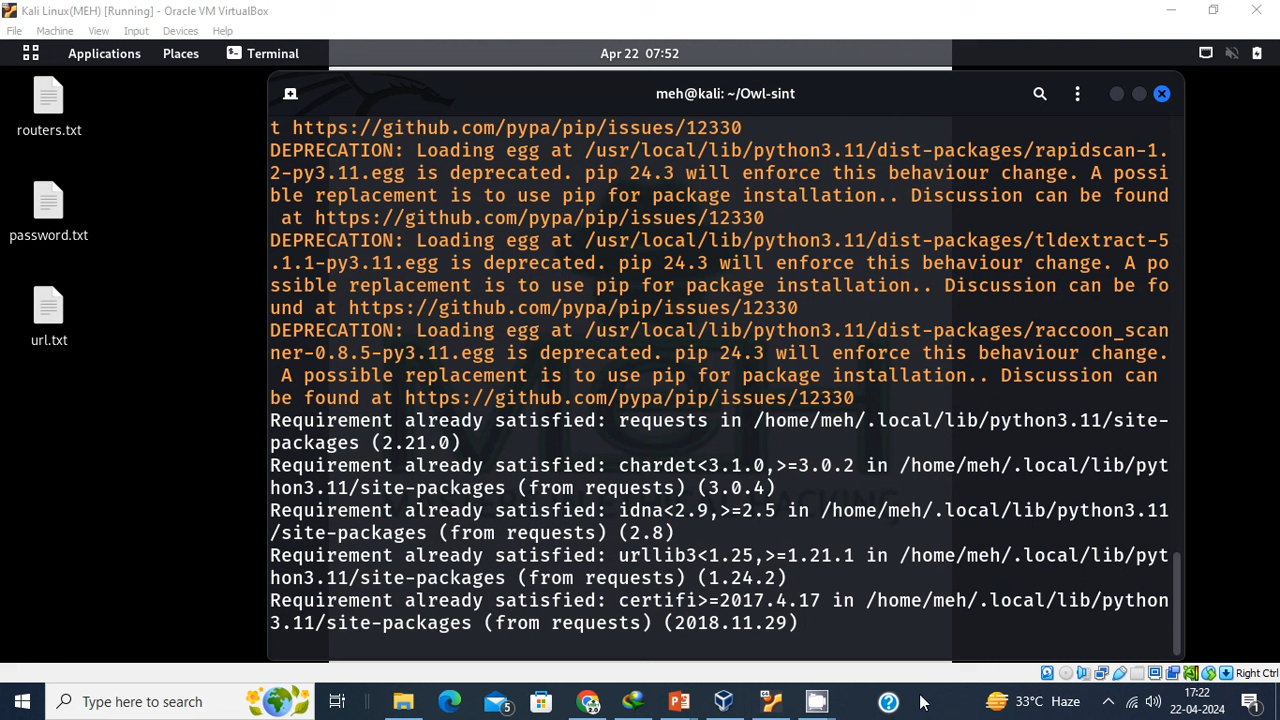 Kali Linux(MEH) [Running] - Oracle VM VirtualBox
File Machine View Input Devices Help
Applications Places Terminal Apr 22 07:52
meh@kali: ~/Owl-sint
routers.txt
password.txt
url.txt
t https://github.com/pypa/pip/issues/12330
DEPRECATION: Loading egg at /usr/local/lib/python3.11/dist-packages/rapidscan-1.
2-py3.11.egg is deprecated. pip 24.3 will enforce this behaviour change. A possi
ble replacement is to use pip for package installation.. Discussion can be found
 at https://github.com/pypa/pip/issues/12330
DEPRECATION: Loading egg at /usr/local/lib/python3.11/dist-packages/tldextract-5
.1.1-py3.11.egg is deprecated. pip 24.3 will enforce this behaviour change. A po
ssible replacement is to use pip for package installation.. Discussion can be fo
und at https://github.com/pypa/pip/issues/12330
DEPRECATION: Loading egg at /usr/local/lib/python3.11/dist-packages/raccoon_scan
ner-0.8.5-py3.11.egg is deprecated. pip 24.3 will enforce this behaviour change.
 A possible replacement is to use pip for package installation.. Discussion can
be found at https://github.com/pypa/pip/issues/12330
Requirement already satisfied: requests in /home/meh/.local/lib/python3.11/site-
packages (2.21.0)
Requirement already satisfied: chardet<3.1.0,>=3.0.2 in /home/meh/.local/lib/pyt
hon3.11/site-packages (from requests) (3.0.4)
Requirement already satisfied: idna<2.9,>=2.5 in /home/meh/.local/lib/python3.11
/site-packages (from requests) (2.8)
Requirement already satisfied: urllib3<1.25,>=1.21.1 in /home/meh/.local/lib/pyt
hon3.11/site-packages (from requests) (1.24.2)
Requirement already satisfied: certifi>=2017.4.17 in /home/meh/.local/lib/python
3.11/site-packages (from requests) (2018.11.29)
Right Ctrl
Type here to search
5
2.0
33°C Haze
17:22
22-04-2024
1